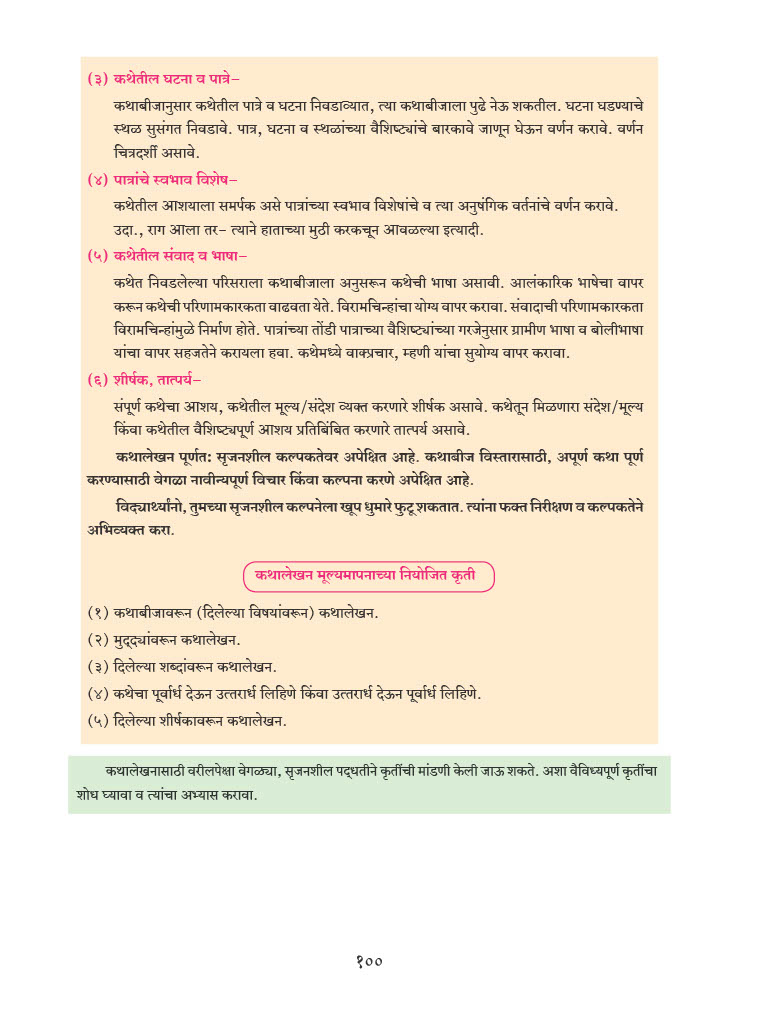 (३) कथेतील घटना व पात्रे–
कथाबीजानुसार कथेतील पात्रे व घटना निवडाव्यात, त्या कथाबीजाला पुढे नेऊ शकतील. घटना घडण्याचे
स्थळ सुसंगत निवडावे. पात्र, घटना व स्थळांच्या वैशिष्ट्यांचे बारकावे जाणून घेऊन वर्णन करावे. वर्णन
चित्रदर्शी असावे.
(४) पात्रांचे स्वभाव विशेष–
कथेतील आशयाला समर्पक असे पात्रांच्या स्वभाव विशेषांचे व त्या अनुषंगिक वर्तनांचे वर्णन करावे.
उदा., राग आला तर– त्याने हाताच्या मुठी करकचून आवळल्या इत्यादी.
(५) कथेतील संवाद व भाषा–
कथेत निवडलेल्या परिसराला कथाबीजाला अनुसरून कथेची भाषा असावी. आलंकारिक भाषेचा वापर
करून कथेची परिणामकारकता वाढवता येते. विरामचिन्हांचा योग्य वापर करावा. संवादाची परिणामकारकता
विरामचिन्हांमुळे निर्माण होते. पात्रांच्या तोंडी पात्राच्या वैशिष्ट्यांच्या गरजेनुसार ग्रामीण भाषा व बोलीभाषा
यांचा वापर सहजतेने करायला हवा. कथेमध्ये वाक्प्रचार, म्हणी यांचा सुयोग्य वापर करावा.
(६) शीर्षक, तात्पर्य–
संपूर्ण कथेचा आशय, कथेतील मूल्य/संदेश व्यक्त करणारे शीर्षक असावे. कथेतून मिळणारा संदेश/मूल्य
किंवा कथेतील वैशिष्ट्यपूर्ण आशय प्रतिबिंबित करणारे तात्पर्य असावे.
कथालेखन पूर्णत: सृजनशील कल्पकतेवर अपेक्षित आहे. कथाबीज विस्तारासाठी, अपूर्ण कथा पूर्ण
करण्यासाठी वेगळा नावीन्यपूर्ण विचार किंवा कल्पना करणे अपेक्षित आहे.
विद्यार्थ्यांनो, तुमच्या सृजनशील कल्पनेला खूप धुमारे फुटू शकतात. त्यांना फक्त निरीक्षण व कल्पकतेने
अभिव्यक्त करा.
कथालेखन मूल्यमापनाच्या नियोजित कृती
(१) कथाबीजावरून (दिलेल्या विषयांवरून) कथालेखन.
(२) मुद्द्यांवरून कथालेखन.
(३) दिलेल्या शब्दांवरून कथालेखन.
(४) कथेचा पूर्वार्ध देऊन उत्तरार्ध लिहिणे किंवा उत्तरार्ध देऊन पूर्वार्ध लिहिणे.
(५) दिलेल्या शीर्षकावरून कथालेखन.
कथालेखनासाठी वरीलपेक्षा वेगळ्या, सृजनशील पद्धतीने कृतींची मांडणी केली जाऊ शकते. अशा वैविध्यपूर्ण कृतींचा
शोध घ्यावा व त्यांचा अभ्यास करावा.
१००